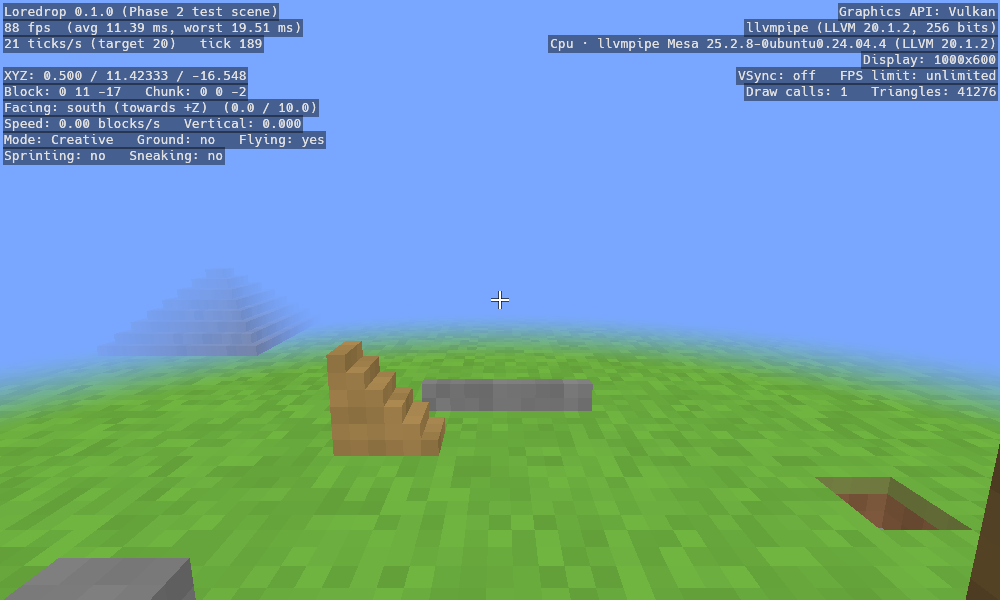 Loredrop 0.1.0 (Phase 2 test scene)
88 fps  (avg 11.39 ms, worst 19.51 ms)
21 ticks/s (target 20)   tick 189
XYZ: 0.500 / 11.42333 / -16.548
Block: 0 11 -17   Chunk: 0 0 -2
Facing: south (towards +Z)  (0.0 / 10.0)
Speed: 0.00 blocks/s   Vertical: 0.000
Mode: Creative   Ground: no   Flying: yes
Sprinting: no   Sneaking: no
Graphics API: Vulkan
llvmpipe (LLVM 20.1.2, 256 bits)
Cpu · llvmpipe Mesa 25.2.8-0ubuntu0.24.04.4 (LLVM 20.1.2)
Display: 1000x600
VSync: off   FPS limit: unlimited
Draw calls: 1   Triangles: 41276